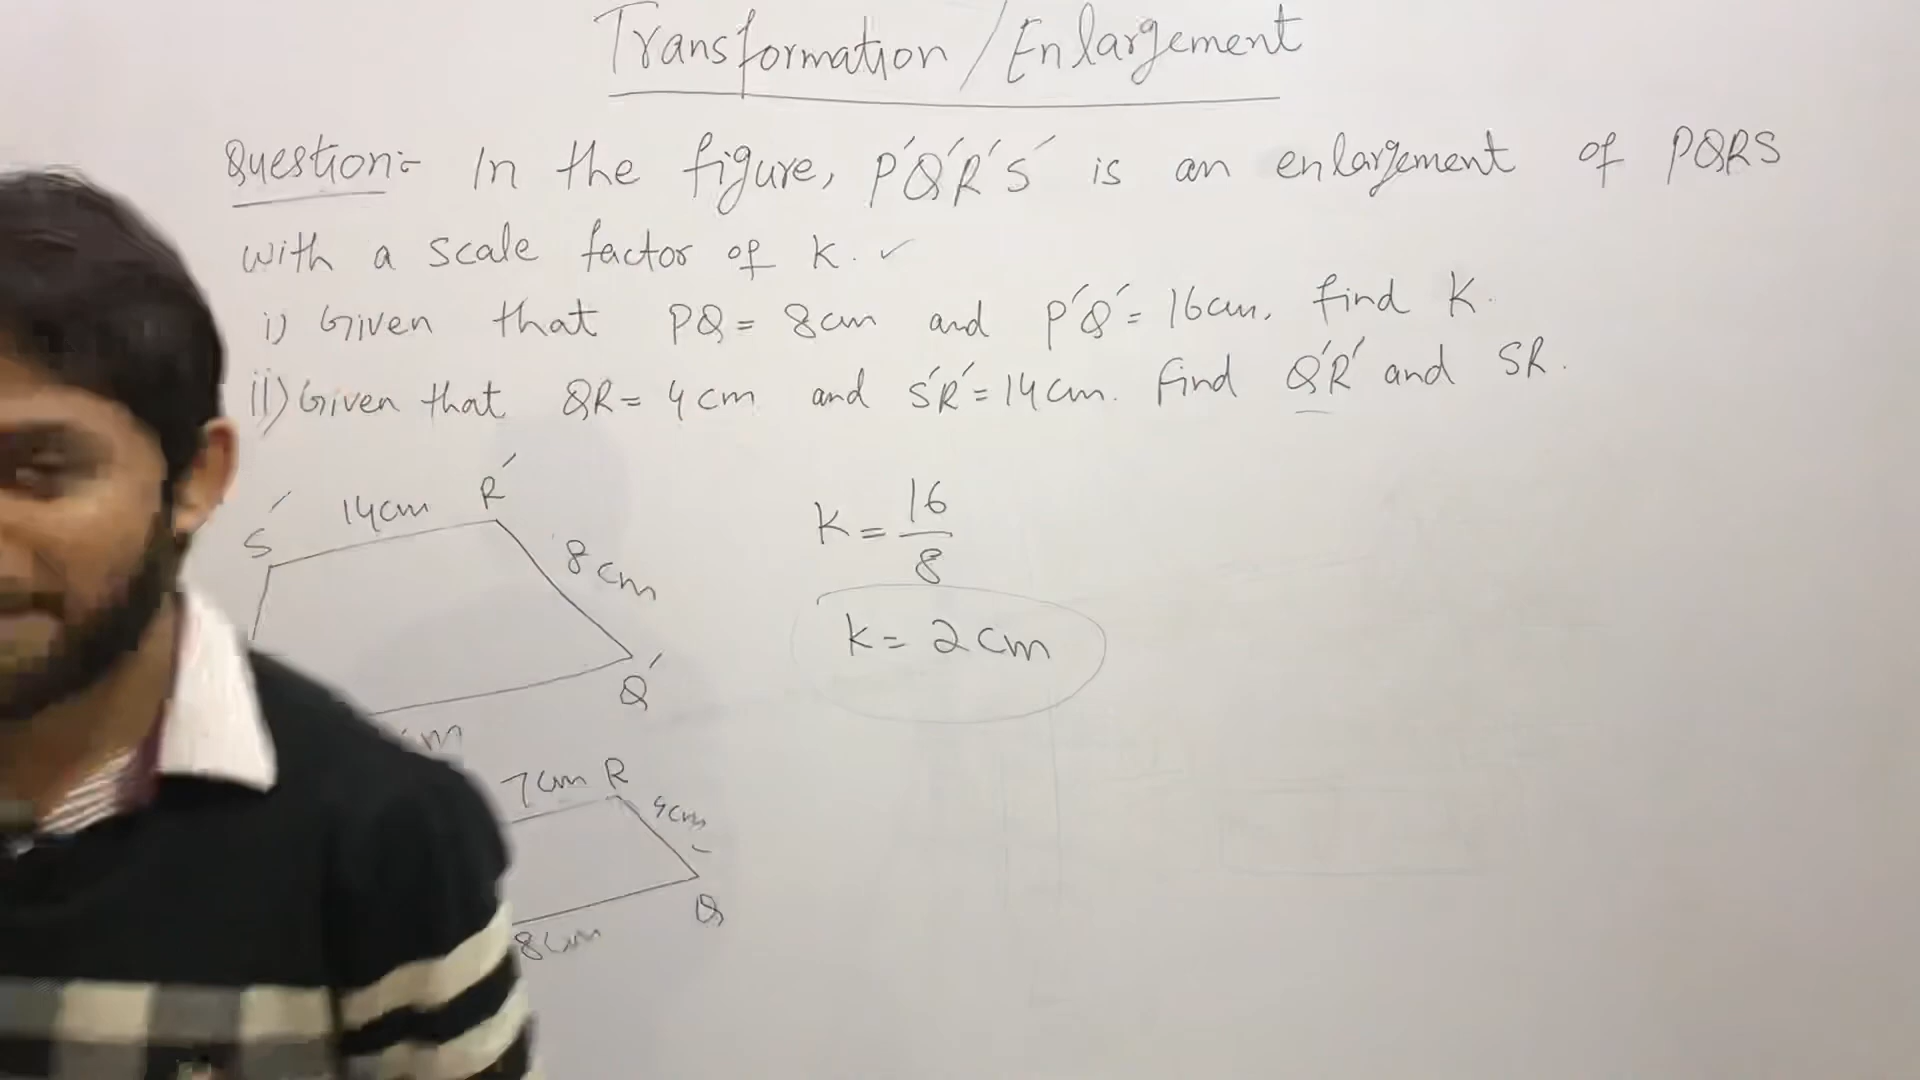 Transformation/Enlargement
Question:- In the figure, P'Q'R'S' is an enlargement of PQRS
with a scale factor of K. ✓
i) Given that PQ = 8cm and P'Q' = 16cm, find K.
ii) Given that QR = 4cm and S'R' = 14cm. Find Q'R' and SR.
S' 14cm R'
8cm
K = 16/8
k = 2cm
Q'
7cm R
4cm
Q
8cm